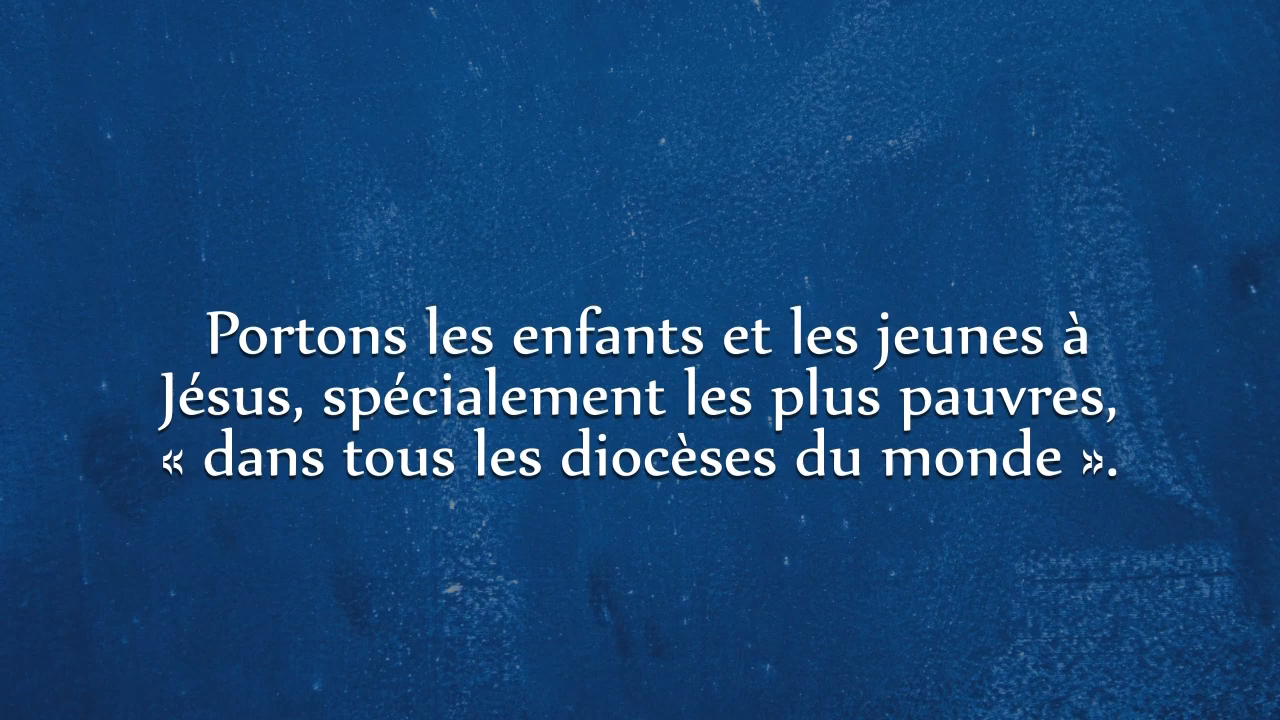 Portons les enfants et les jeunes à
Jésus, spécialement les plus pauvres,
« dans tous les diocèses du monde ».